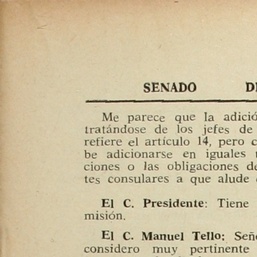 SENADO DE
Me parece que la adició
tratándose de los jefes de
refiere el artículo 14, pero c
be adicionarse en iguales t
ciones o las obligaciones de
tes consulares a que alude
El C. Presidente: Tiene
misión.
El C. Manuel Tello: Seño
considero muy pertinente